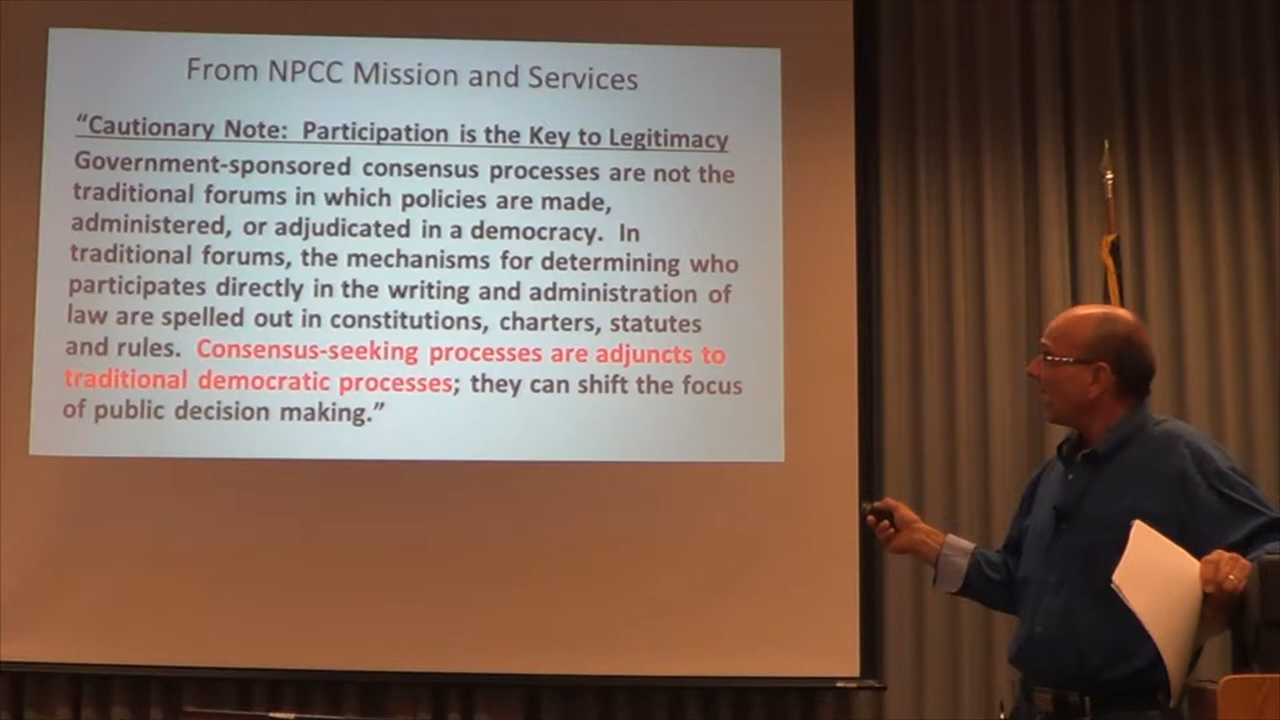 From NPCC Mission and Services
“Cautionary Note:  Participation is the Key to Legitimacy
Government-sponsored consensus processes are not the
traditional forums in which policies are made,
administered, or adjudicated in a democracy.  In
traditional forums, the mechanisms for determining who
participates directly in the writing and administration of
law are spelled out in constitutions, charters, statutes
and rules.  Consensus-seeking processes are adjuncts to
traditional democratic processes; they can shift the focus
of public decision making.”